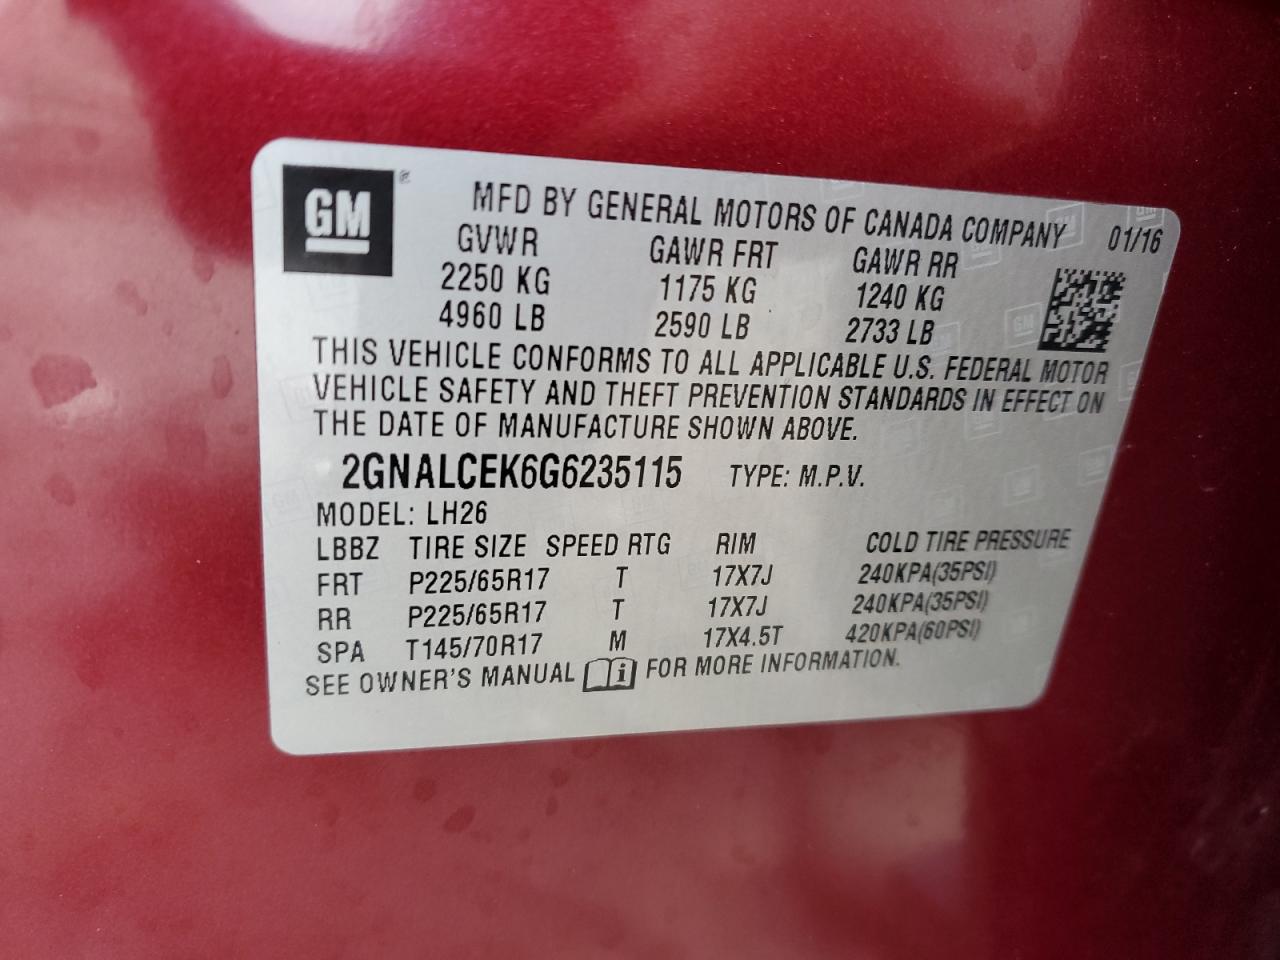 GM®
MFD BY GENERAL MOTORS OF CANADA COMPANY 01/16
GVWR GAWR FRT GAWR RR
2250 KG 1175 KG 1240 KG
4960 LB 2590 LB 2733 LB
THIS VEHICLE CONFORMS TO ALL APPLICABLE U.S. FEDERAL MOTOR
VEHICLE SAFETY AND THEFT PREVENTION STANDARDS IN EFFECT ON
THE DATE OF MANUFACTURE SHOWN ABOVE.
2GNALCEK6G6235115 TYPE: M.P.V.
MODEL: LH26
LBBZ TIRE SIZE SPEED RTG RIM COLD TIRE PRESSURE
FRT P225/65R17 T 17X7J 240KPA(35PSI)
RR P225/65R17 T 17X7J 240KPA(35PSI)
SPA T145/70R17 M 17X4.5T 420KPA(60PSI)
SEE OWNER'S MANUAL i FOR MORE INFORMATION.